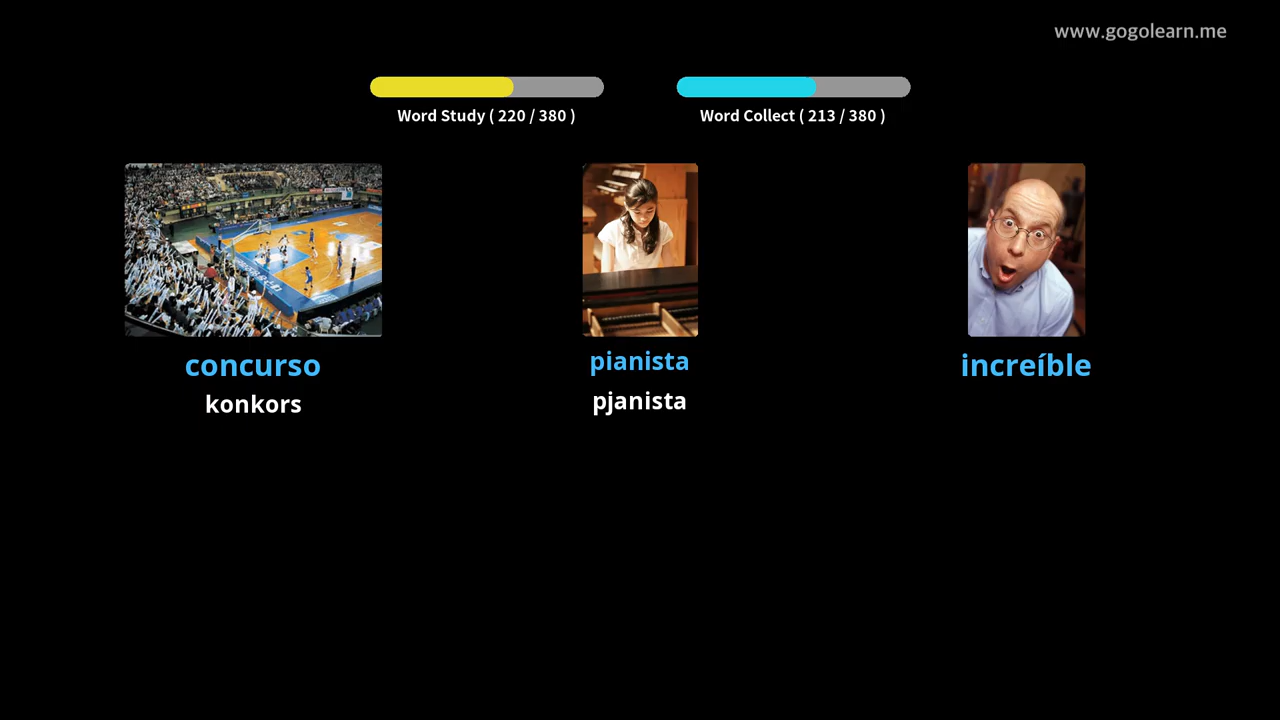 www.gogolearn.me
Word Study ( 220 / 380 )
Word Collect ( 213 / 380 )
concurso
konkors
pianista
pjanista
increíble